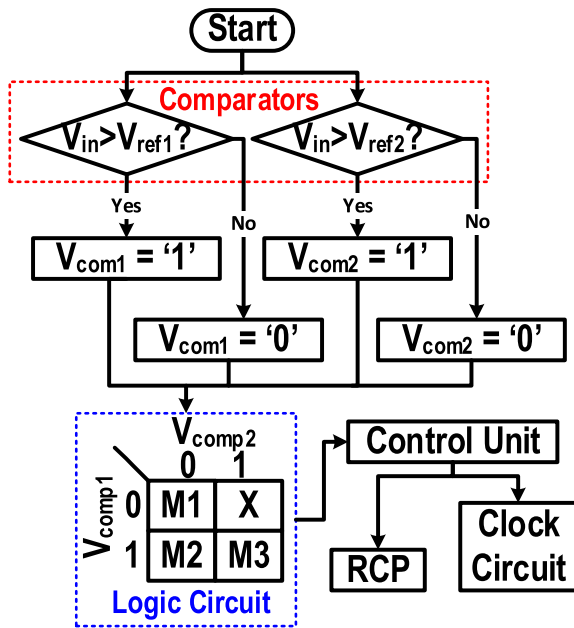 Start
Comparators
Vin>Vref1? Vin>Vref2?
Yes No Yes No
Vcom1 = ‘1’ Vcom2 = ‘1’
Vcom1 = ‘0’ Vcom2 = ‘0’
Vcomp2
0 1
Vcomp1
0 M1 X
1 M2 M3
Logic Circuit
Control Unit
RCP
Clock
Circuit